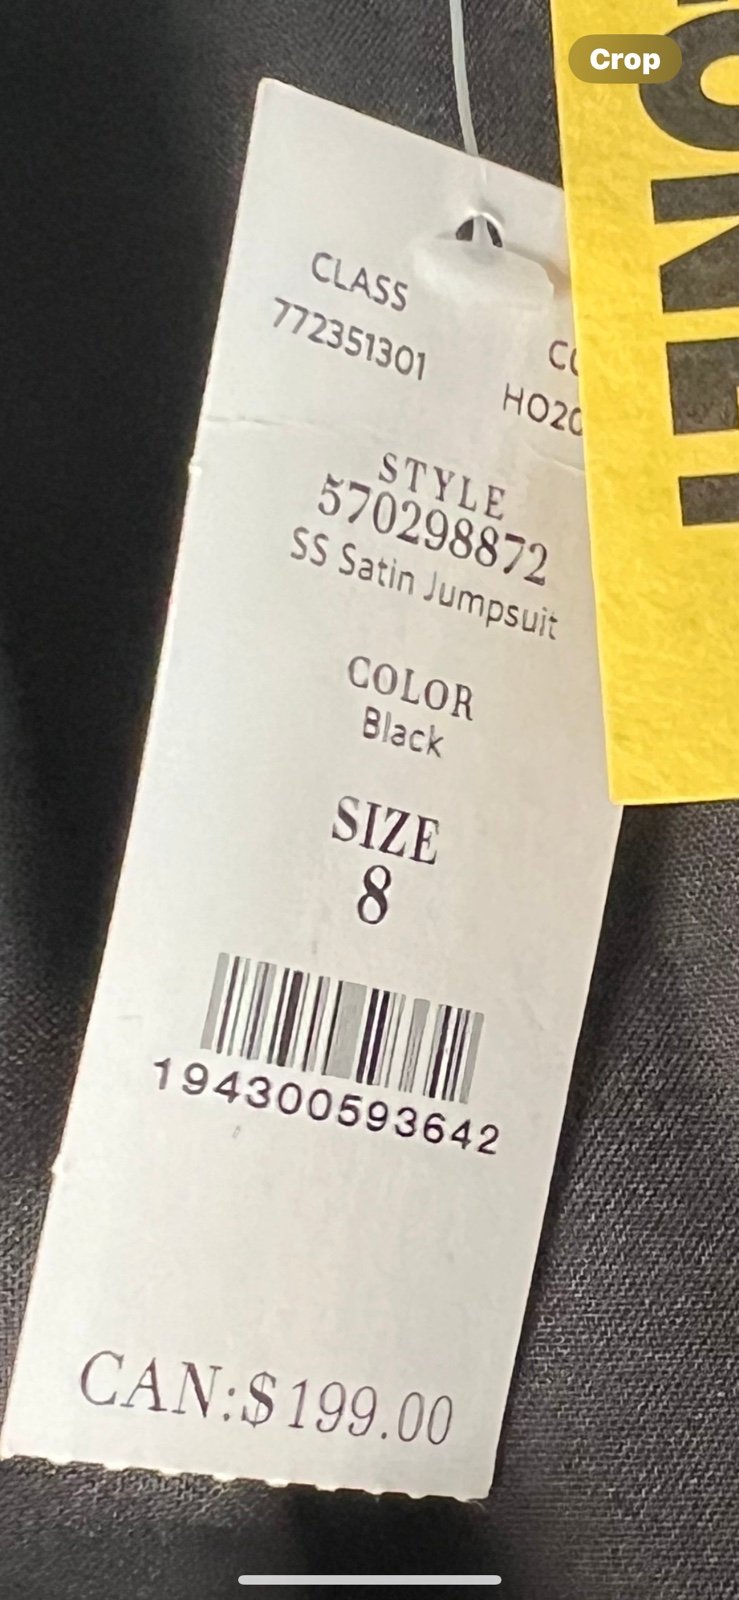 Crop
CLASS
772351301
HO20
STYLE
570298872
SS Satin Jumpsuit
COLOR
Black
SIZE
8
194300593642
CAN:$199.00